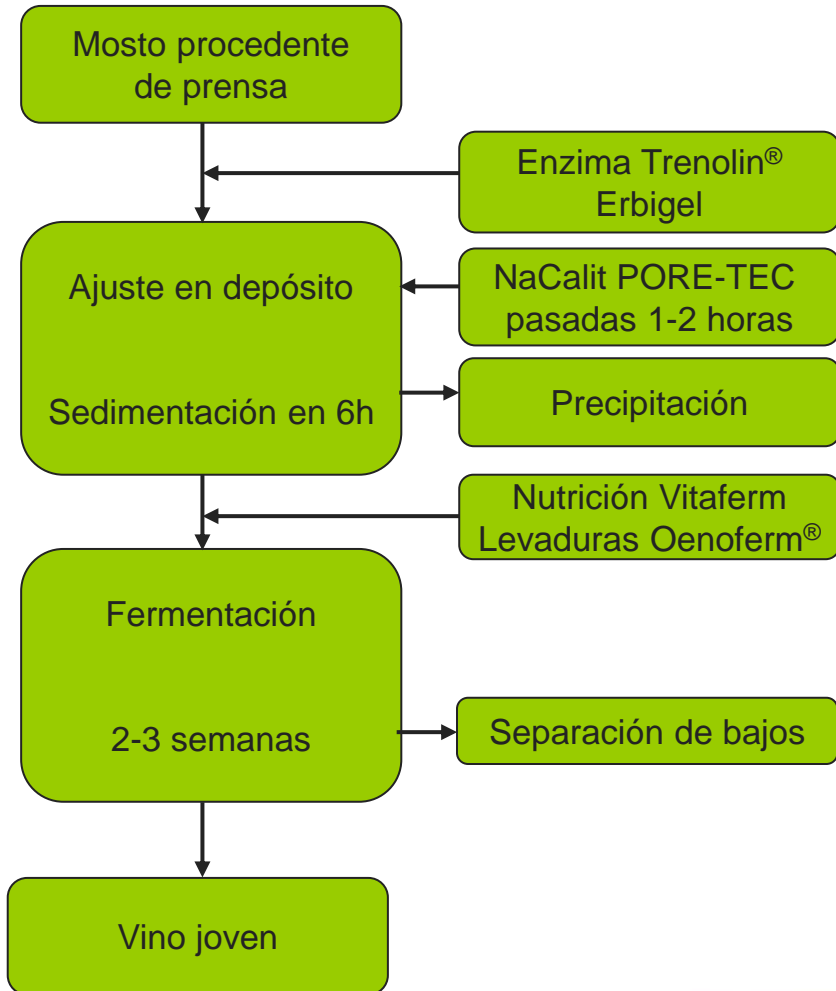 Mosto procedente
de prensa
Enzima Trenolin®
Erbigel
Ajuste en depósito
NaCalit PORE-TEC
pasadas 1-2 horas
Sedimentación en 6h
Precipitación
Nutrición Vitaferm
Levaduras Oenoferm®
Fermentación
2-3 semanas
Separación de bajos
Vino joven